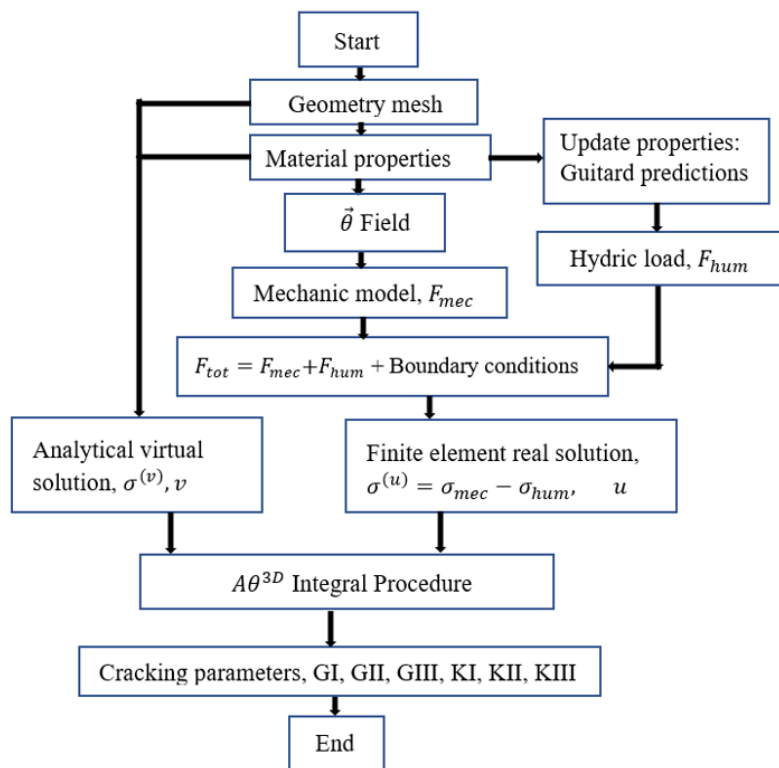 Start
Geometry mesh
Material properties
Update properties:
Guitard predictions
θ⃗ Field
Hydric load, F_hum
Mechanic model, F_mec
F_tot = F_mec+F_hum + Boundary conditions
Analytical virtual
solution, σ^(v), v
Finite element real solution,
σ^(u) = σ_mec − σ_hum, u
Aθ^3D Integral Procedure
Cracking parameters, GI, GII, GIII, KI, KII, KIII
End